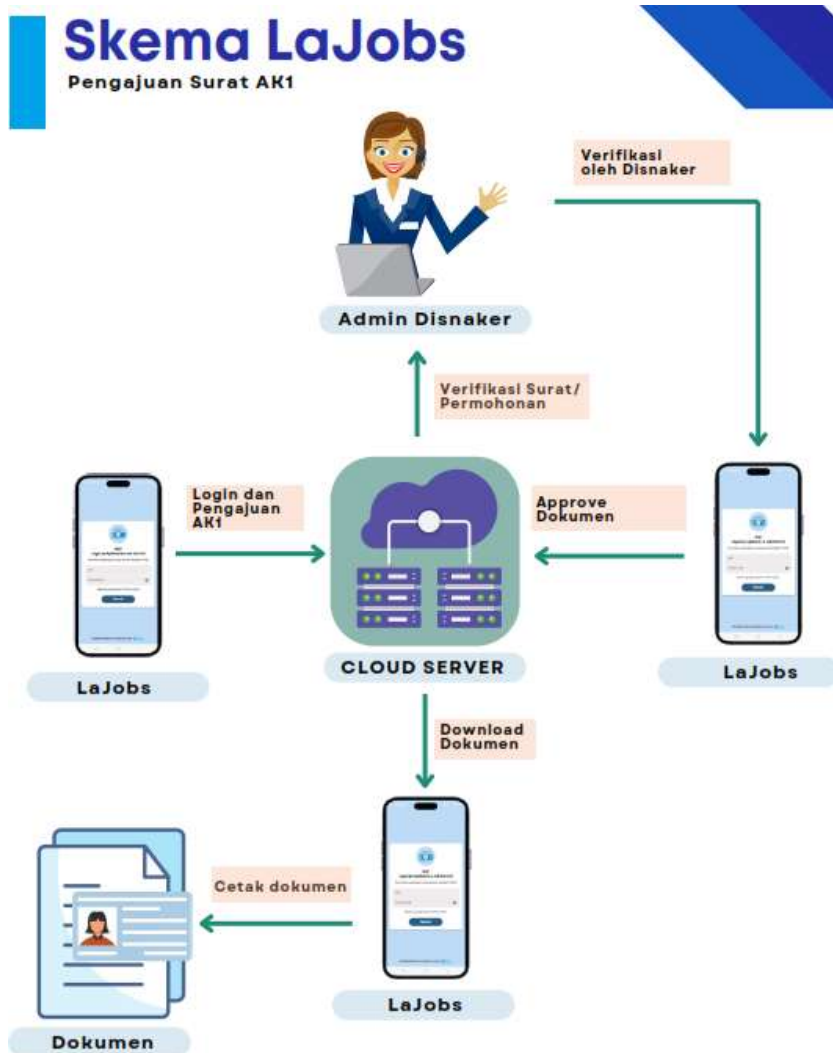 Skema LaJobs
Pengajuan Surat AK1
Verifikasi
oleh Disnaker
Admin Disnaker
Verifikasi Surat/
Permohonan
Login dan
Pengajuan
AK1
Approve
Dokumen
LaJobs
CLOUD SERVER
LaJobs
Download
Dokumen
Cetak dokumen
LaJobs
Dokumen